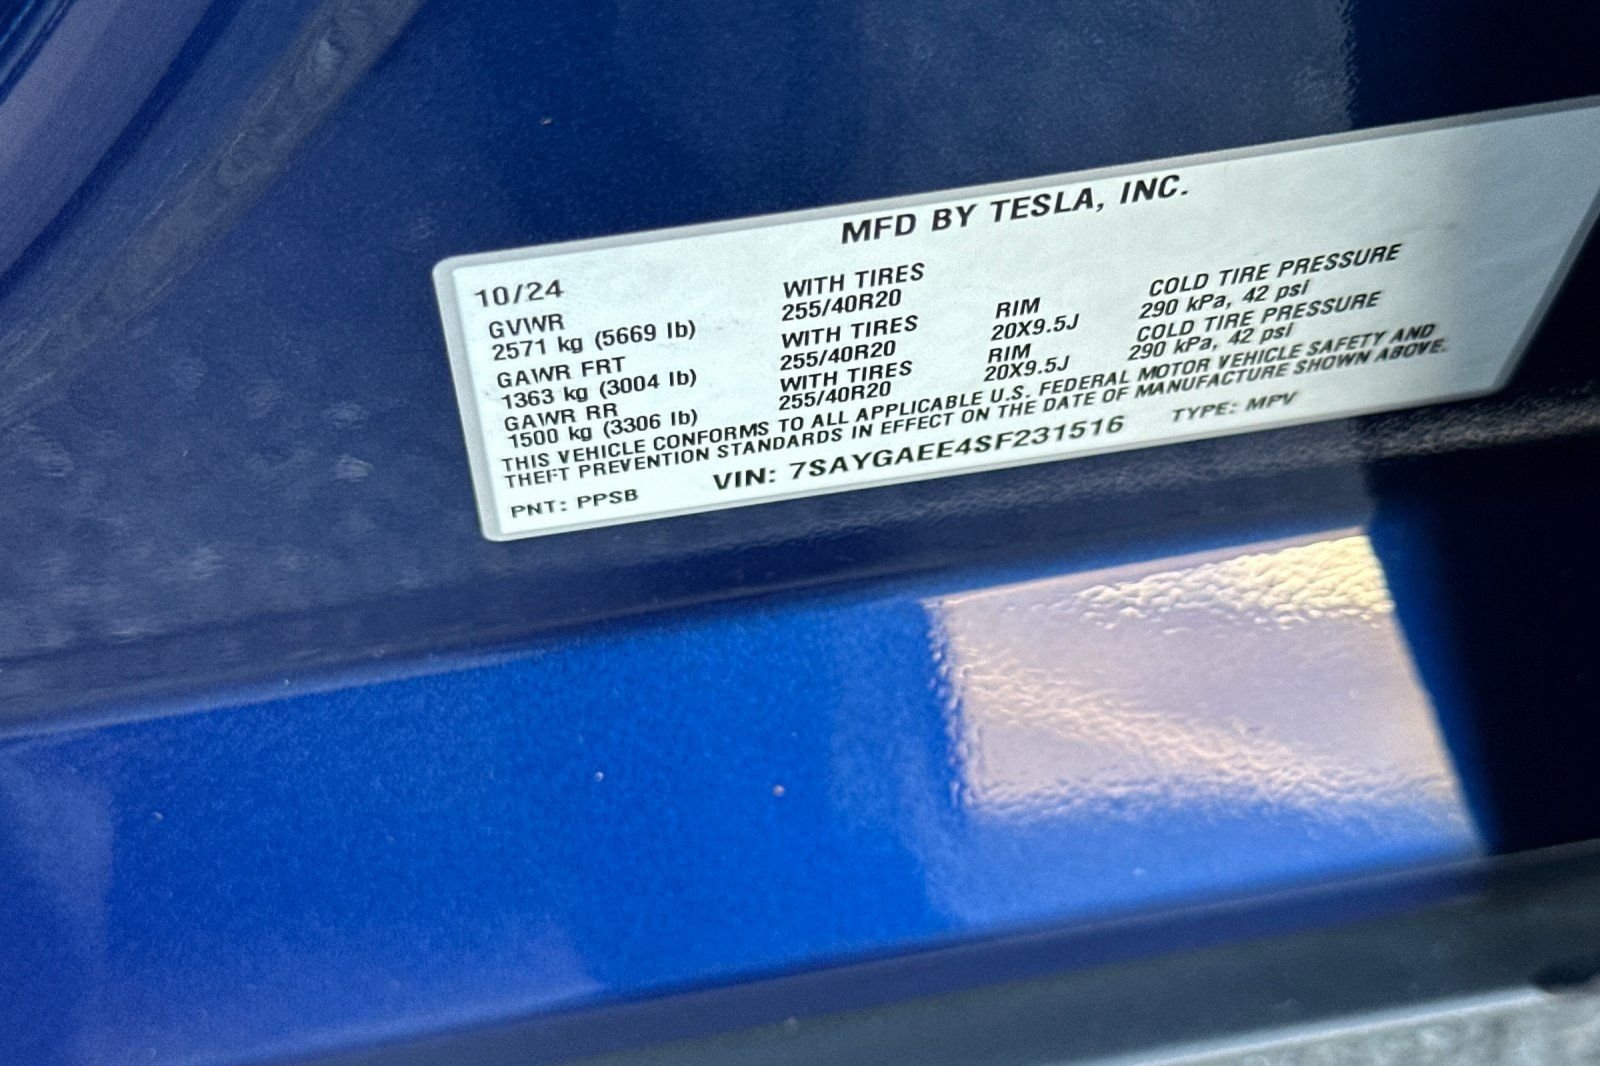 MFD BY TESLA, INC.
10/24
GVWR WITH TIRES RIM COLD TIRE PRESSURE
2571 kg (5669 lb) 255/40R20 20X9.5J 290 kPa, 42 psi
GAWR FRT WITH TIRES RIM COLD TIRE PRESSURE
1363 kg (3004 lb) 255/40R20 20X9.5J 290 kPa, 42 psi
GAWR RR WITH TIRES
1500 kg (3306 lb) 255/40R20
THIS VEHICLE CONFORMS TO ALL APPLICABLE U.S. FEDERAL MOTOR VEHICLE SAFETY AND
THEFT PREVENTION STANDARDS IN EFFECT ON THE DATE OF MANUFACTURE SHOWN ABOVE.
PNT: PPSB VIN: 7SAYGAEE4SF231516 TYPE: MPV